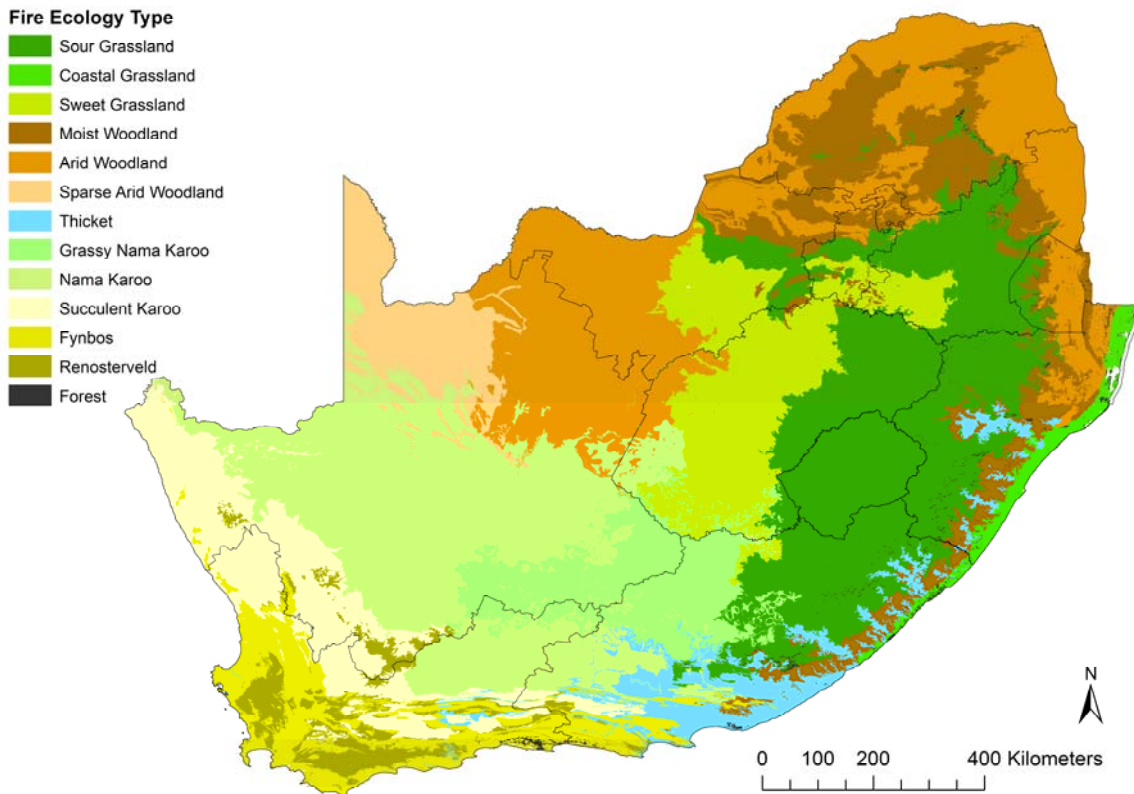 Fire Ecology Type
Sour Grassland
Coastal Grassland
Sweet Grassland
Moist Woodland
Arid Woodland
Sparse Arid Woodland
Thicket
Grassy Nama Karoo
Nama Karoo
Succulent Karoo
Fynbos
Renosterveld
Forest
N
0 100 200 400 Kilometers